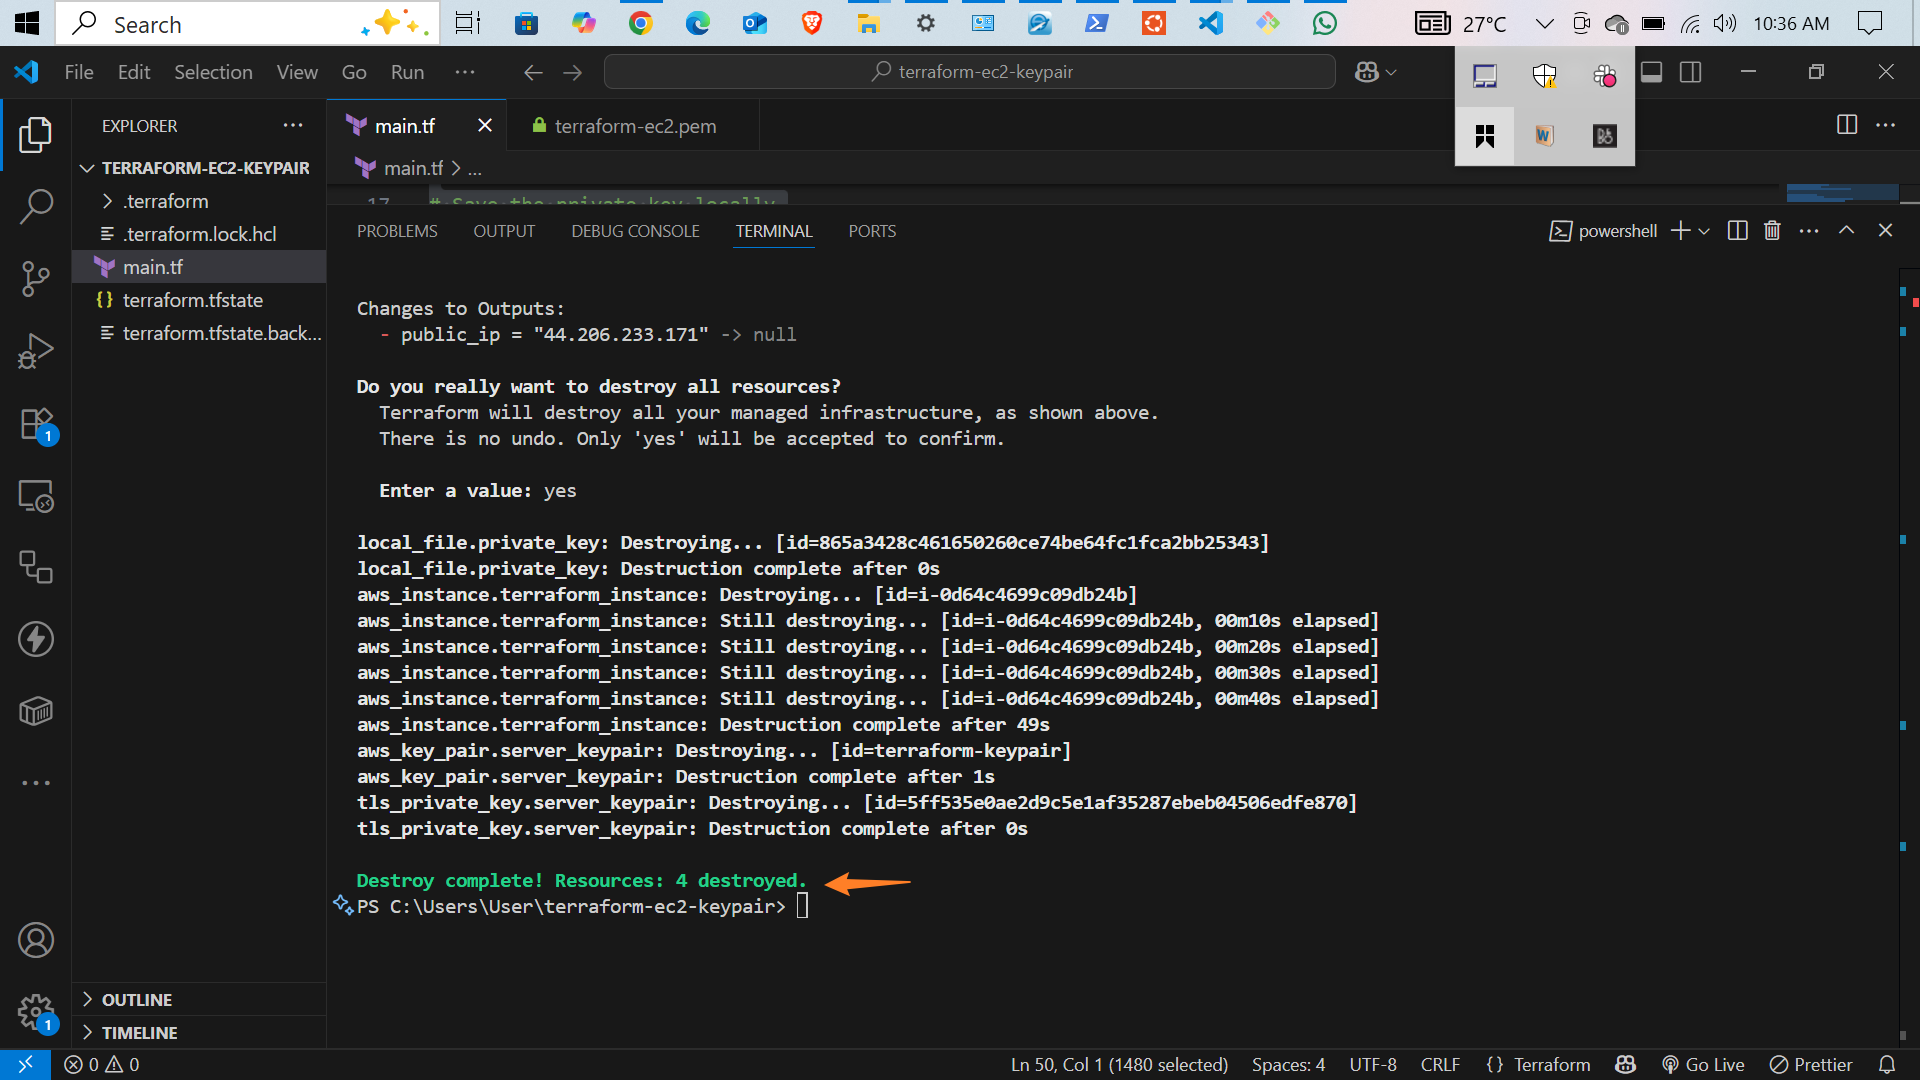 Search
27°C
10:36 AM
File Edit Selection View Go Run ···
terraform-ec2-keypair
EXPLORER
main.tf
terraform-ec2.pem
TERRAFORM-EC2-KEYPAIR
main.tf > ...
.terraform
.terraform.lock.hcl
main.tf
terraform.tfstate
terraform.tfstate.back...
17 # Save the private key locally
PROBLEMS OUTPUT DEBUG CONSOLE TERMINAL PORTS
powershell
Changes to Outputs:
- public_ip = "44.206.233.171" -> null
Do you really want to destroy all resources?
Terraform will destroy all your managed infrastructure, as shown above.
There is no undo. Only 'yes' will be accepted to confirm.
Enter a value: yes
local_file.private_key: Destroying... [id=865a3428c461650260ce74be64fc1fca2bb25343]
local_file.private_key: Destruction complete after 0s
aws_instance.terraform_instance: Destroying... [id=i-0d64c4699c09db24b]
aws_instance.terraform_instance: Still destroying... [id=i-0d64c4699c09db24b, 00m10s elapsed]
aws_instance.terraform_instance: Still destroying... [id=i-0d64c4699c09db24b, 00m20s elapsed]
aws_instance.terraform_instance: Still destroying... [id=i-0d64c4699c09db24b, 00m30s elapsed]
aws_instance.terraform_instance: Still destroying... [id=i-0d64c4699c09db24b, 00m40s elapsed]
aws_instance.terraform_instance: Destruction complete after 49s
aws_key_pair.server_keypair: Destroying... [id=terraform-keypair]
aws_key_pair.server_keypair: Destruction complete after 1s
tls_private_key.server_keypair: Destroying... [id=5ff535e0ae2d9c5e1af35287ebeb04506edfe870]
tls_private_key.server_keypair: Destruction complete after 0s
Destroy complete! Resources: 4 destroyed.
PS C:\Users\User\terraform-ec2-keypair>
1
OUTLINE
1
TIMELINE
0 0
Ln 50, Col 1 (1480 selected) Spaces: 4 UTF-8 CRLF {} Terraform Go Live Prettier